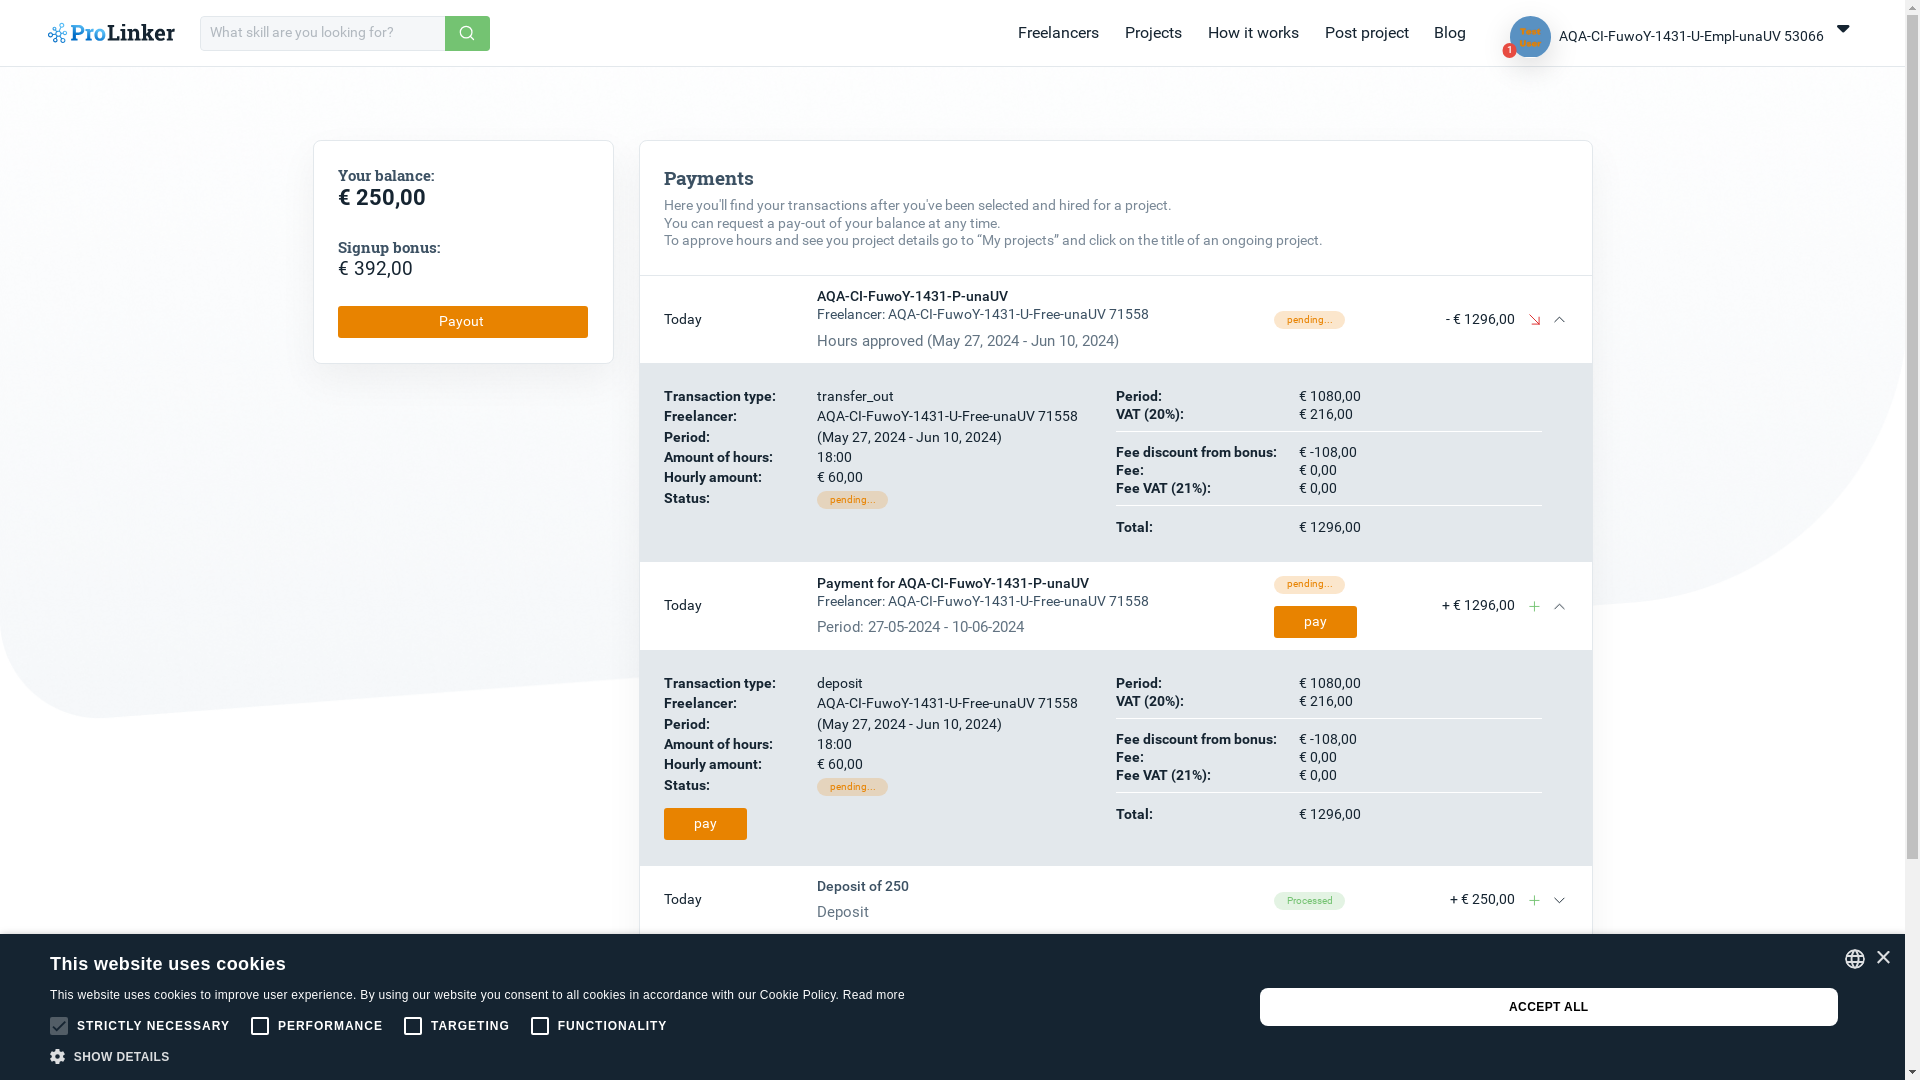 ProLinker
What skill are you looking for?
Freelancers Projects How it works Post project Blog
1
AQA-CI-FuwoY-1431-U-Empl-unaUV 53066
Your balance:
€ 250,00
Signup bonus:
€ 392,00
Payout
Payments
Here you'll find your transactions after you've been selected and hired for a project.
You can request a pay-out of your balance at any time.
To approve hours and see you project details go to “My projects” and click on the title of an ongoing project.
Today
AQA-CI-FuwoY-1431-P-unaUV
Freelancer: AQA-CI-FuwoY-1431-U-Free-unaUV 71558
Hours approved (May 27, 2024 - Jun 10, 2024)
pending...
- € 1296,00
Transaction type: transfer_out
Freelancer: AQA-CI-FuwoY-1431-U-Free-unaUV 71558
Period: (May 27, 2024 - Jun 10, 2024)
Amount of hours: 18:00
Hourly amount: € 60,00
Status: pending...
Period: € 1080,00
VAT (20%): € 216,00
Fee discount from bonus: € -108,00
Fee: € 0,00
Fee VAT (21%): € 0,00
Total: € 1296,00
Today
Payment for AQA-CI-FuwoY-1431-P-unaUV
Freelancer: AQA-CI-FuwoY-1431-U-Free-unaUV 71558
Period: 27-05-2024 - 10-06-2024
pending...
pay
+ € 1296,00
Transaction type: deposit
Freelancer: AQA-CI-FuwoY-1431-U-Free-unaUV 71558
Period: (May 27, 2024 - Jun 10, 2024)
Amount of hours: 18:00
Hourly amount: € 60,00
Status: pending...
pay
Period: € 1080,00
VAT (20%): € 216,00
Fee discount from bonus: € -108,00
Fee: € 0,00
Fee VAT (21%): € 0,00
Total: € 1296,00
Today
Deposit of 250
Deposit
Processed
+ € 250,00
This website uses cookies
This website uses cookies to improve user experience. By using our website you consent to all cookies in accordance with our Cookie Policy. Read more
STRICTLY NECESSARY PERFORMANCE TARGETING FUNCTIONALITY
SHOW DETAILS
ACCEPT ALL